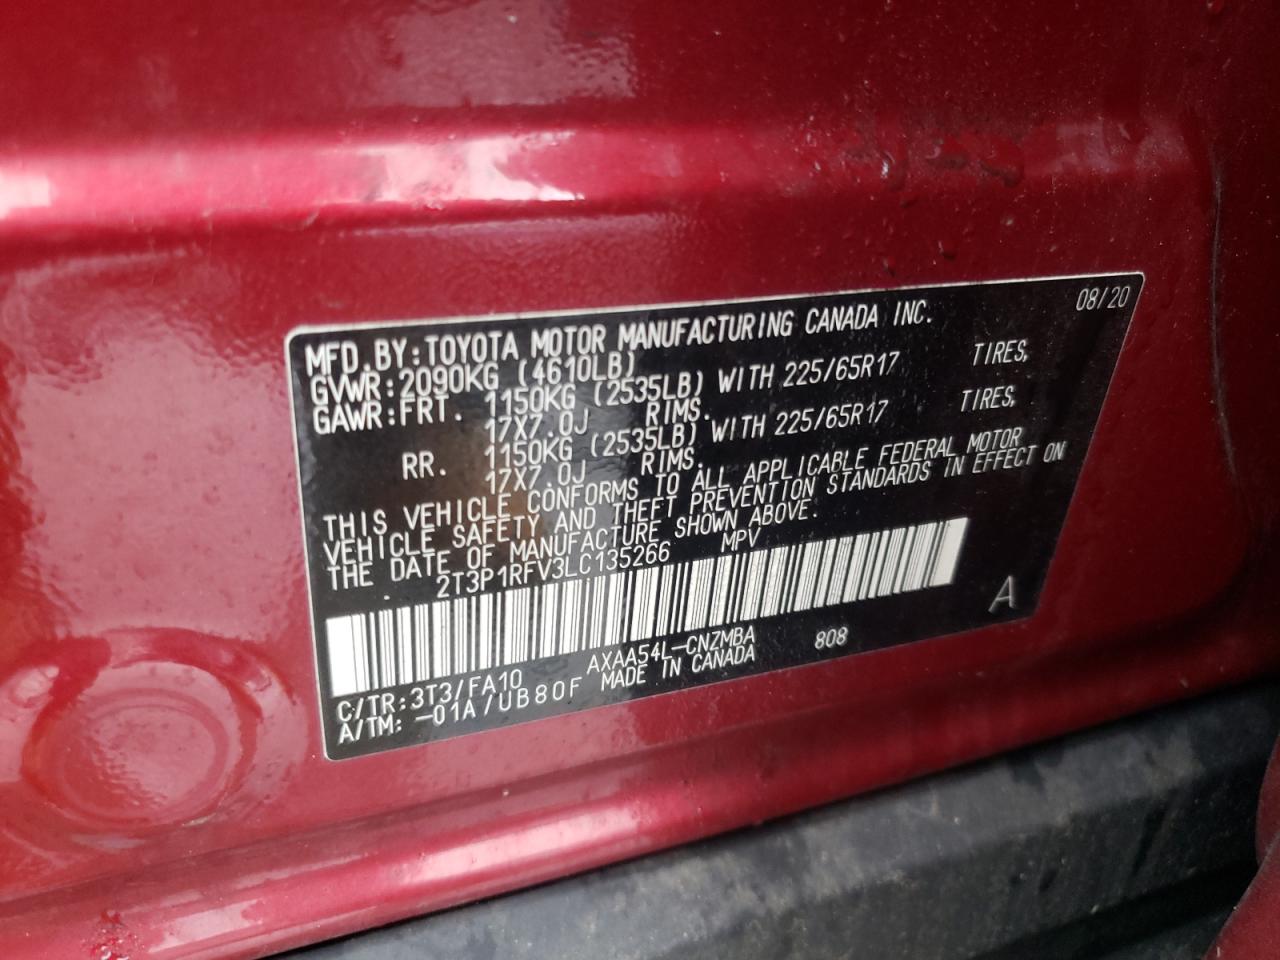 MFD.BY:TOYOTA MOTOR MANUFACTURING CANADA INC. 08/20
GVWR:2090KG (4610LB)
GAWR:FRT. 1150KG (2535LB) WITH 225/65R17 TIRES,
17X7.0J RIMS.
RR. 1150KG (2535LB) WITH 225/65R17 TIRES,
17X7.0J RIMS.
THIS VEHICLE CONFORMS TO ALL APPLICABLE FEDERAL MOTOR
VEHICLE SAFETY AND THEFT PREVENTION STANDARDS IN EFFECT ON
THE DATE OF MANUFACTURE SHOWN ABOVE.
2T3P1RFV3LC135266 MPV
A
AXAA54L-CNZMBA 808
C/TR:3T3/FA10 MADE IN CANADA
A/TM: -01A/UB80F